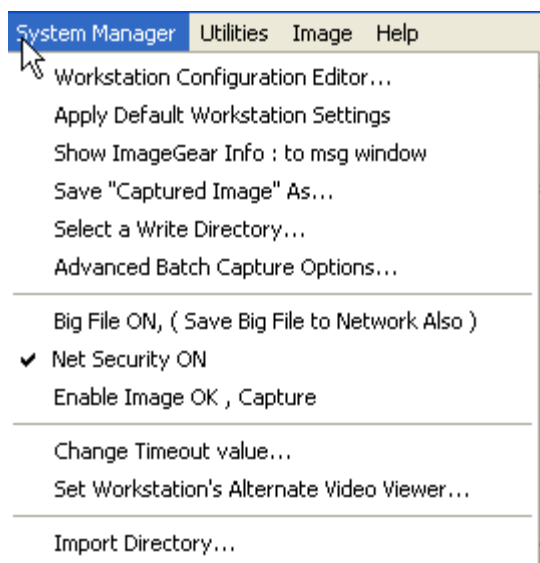 System Manager Utilities Image Help
Workstation Configuration Editor...
Apply Default Workstation Settings
Show ImageGear Info : to msg window
Save "Captured Image" As...
Select a Write Directory...
Advanced Batch Capture Options...
Big File ON, ( Save Big File to Network Also )
Net Security ON
Enable Image OK , Capture
Change Timeout value...
Set Workstation's Alternate Video Viewer...
Import Directory...